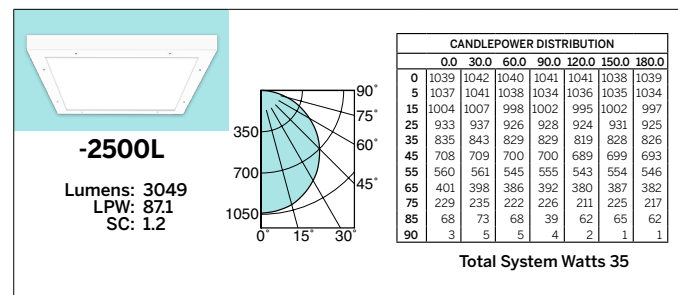 -2500L
Lumens: 3049
LPW: 87.1
SC: 1.2
350
700
1050
0° 15° 30°
90°
75°
60°
45°
CANDLEPOWER DISTRIBUTION
0.0 30.0 60.0 90.0 120.0 150.0 180.0
0 1039 1042 1040 1041 1041 1038 1039
5 1037 1041 1038 1034 1036 1035 1034
15 1004 1007 998 1002 995 1002 997
25 933 937 926 928 924 931 925
35 835 843 829 829 819 828 826
45 708 709 700 700 689 699 693
55 560 561 545 555 543 554 546
65 401 398 386 392 380 387 382
75 229 235 222 226 211 225 217
85 68 73 68 39 62 65 62
90 3 5 5 4 2 1 1
Total System Watts 35